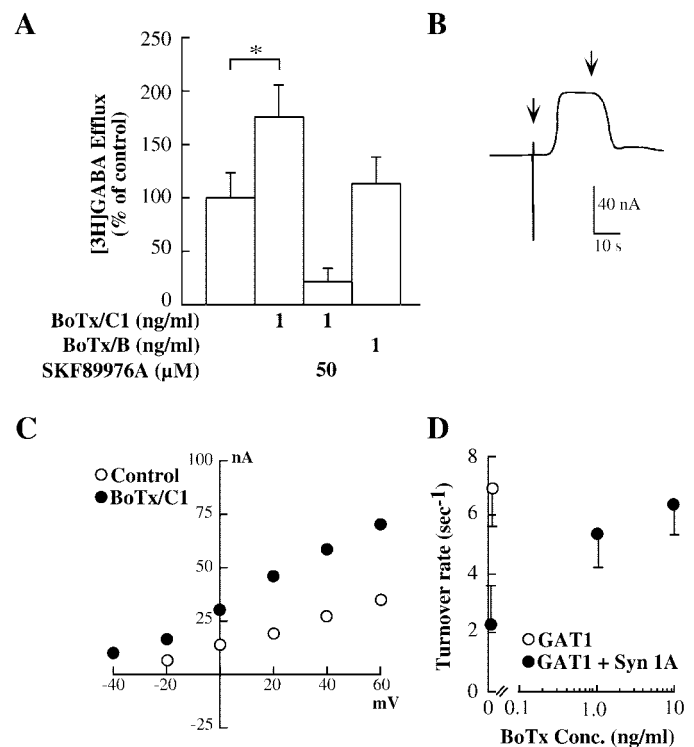 A
[3H]GABA Efflux
(% of control)
250
200
150
100
50
0
*
BoTx/C1 (ng/ml) 1 1
BoTx/B (ng/ml) 1
SKF89976A (µM) 50
B
40 nA
10 s
C
Control
BoTx/C1
100 nA
75
50
25
-25
-40 -20 20 40 60
mV
D
Turnover rate (sec-1)
8
6
4
2
0
GAT1
GAT1 + Syn 1A
0 0.1 1.0 10
BoTx Conc. (ng/ml)